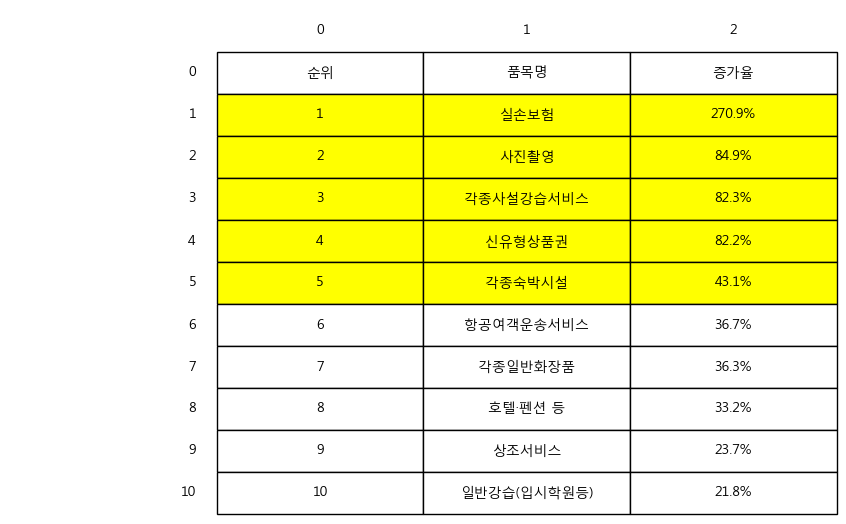 0 1 2
0 순위 품목명 증가율
1 1 실손보험 270.9%
2 2 사진촬영 84.9%
3 3 각종사설강습서비스 82.3%
4 4 신유형상품권 82.2%
5 5 각종숙박시설 43.1%
6 6 항공여객운송서비스 36.7%
7 7 각종일반화장품 36.3%
8 8 호텔·펜션 등 33.2%
9 9 상조서비스 23.7%
10 10 일반강습(입시학원등) 21.8%